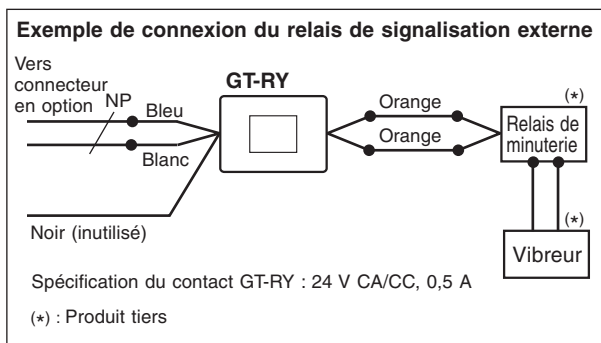 Exemple de connexion du relais de signalisation externe
Vers
connecteur
en option
NP
Bleu
Blanc
Noir (inutilisé)
GT-RY
Orange
Orange
(*)
Relais de
minuterie
(*)
Vibreur
Spécification du contact GT-RY : 24 V CA/CC, 0,5 A
(*) : Produit tiers